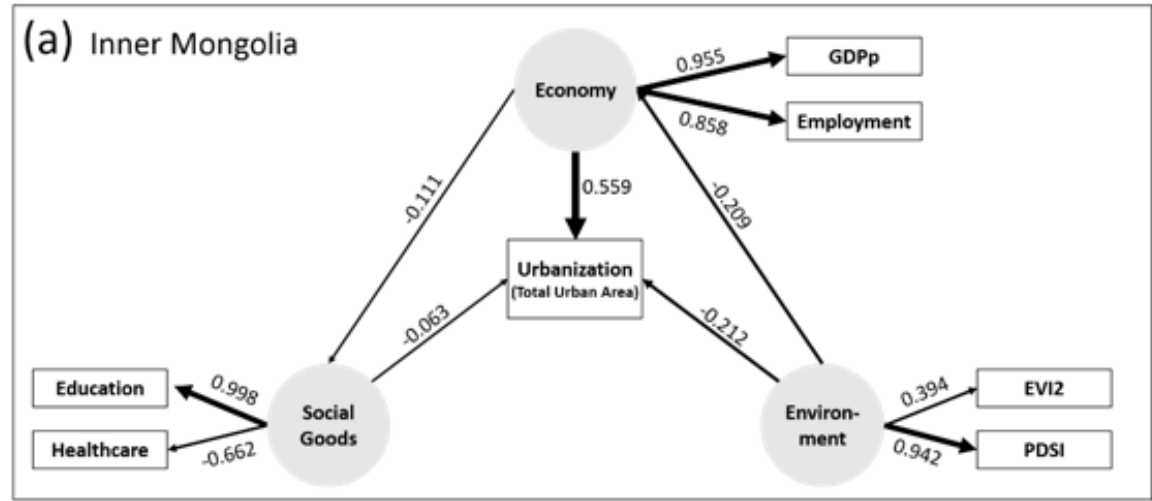 (a) Inner Mongolia
Economy
0.955
GDPp
0.858
Employment
-0.111
0.559
-0.209
Urbanization
(Total Urban Area)
-0.063
-0.212
Education
0.998
Social
Goods
Healthcare
-0.662
Environ-
ment
0.394
EVI2
0.942
PDSI